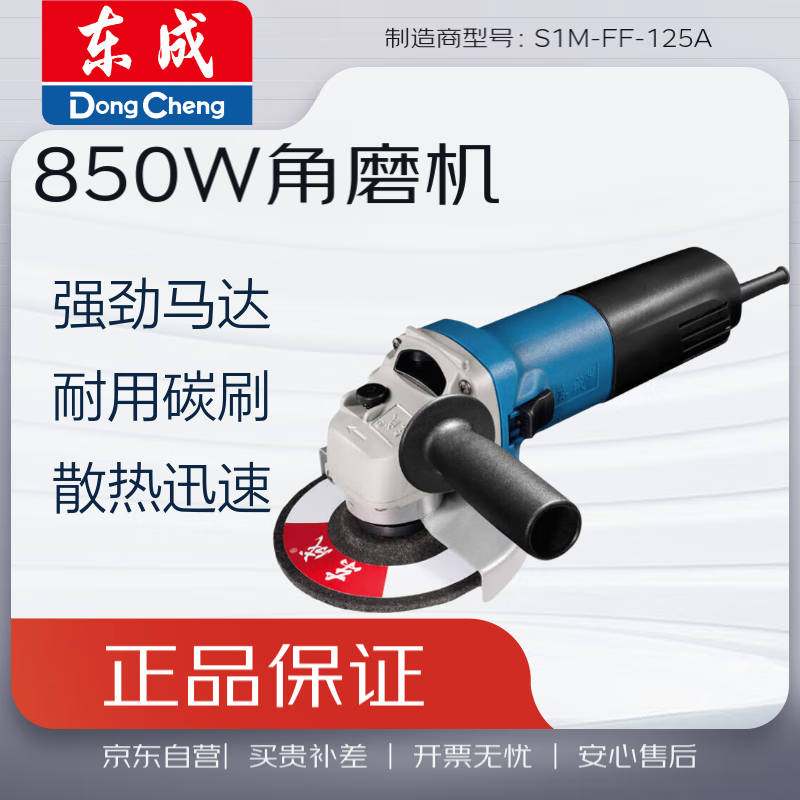 东成
制造商型号: S1M-FF-125A
DongCheng
850W角磨机
强劲马达
耐用碳刷
散热迅速
东成
正品保证
京东自营| 买贵补差 | 开票无忧 | 安心售后